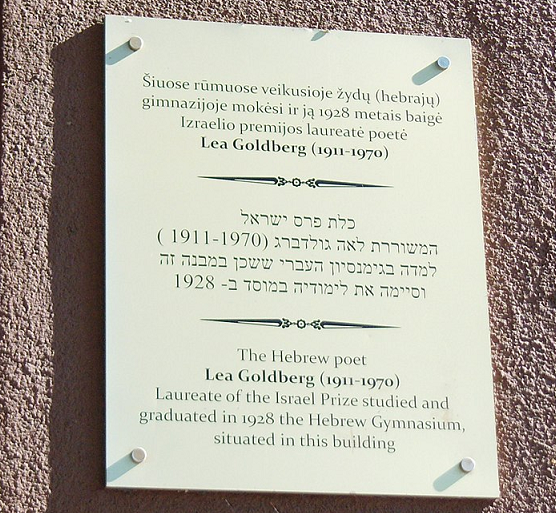 Šiuose rūmuose veikusioje žydų (hebrajų)
gimnazijoje mokėsi ir ją 1928 metais baigė
Izraelio premijos laureatė poetė
Lea Goldberg (1911-1970)
כלת פרס ישראל
המשוררת לאה גולדברג (1911-1970 )
למדה בגימנסיון העברי ששכן במבנה זה
וסיימה את לימודיה במוסד ב- 1928
The Hebrew poet
Lea Goldberg (1911-1970)
Laureate of the Israel Prize studied and
graduated in 1928 the Hebrew Gymnasium,
situated in this building